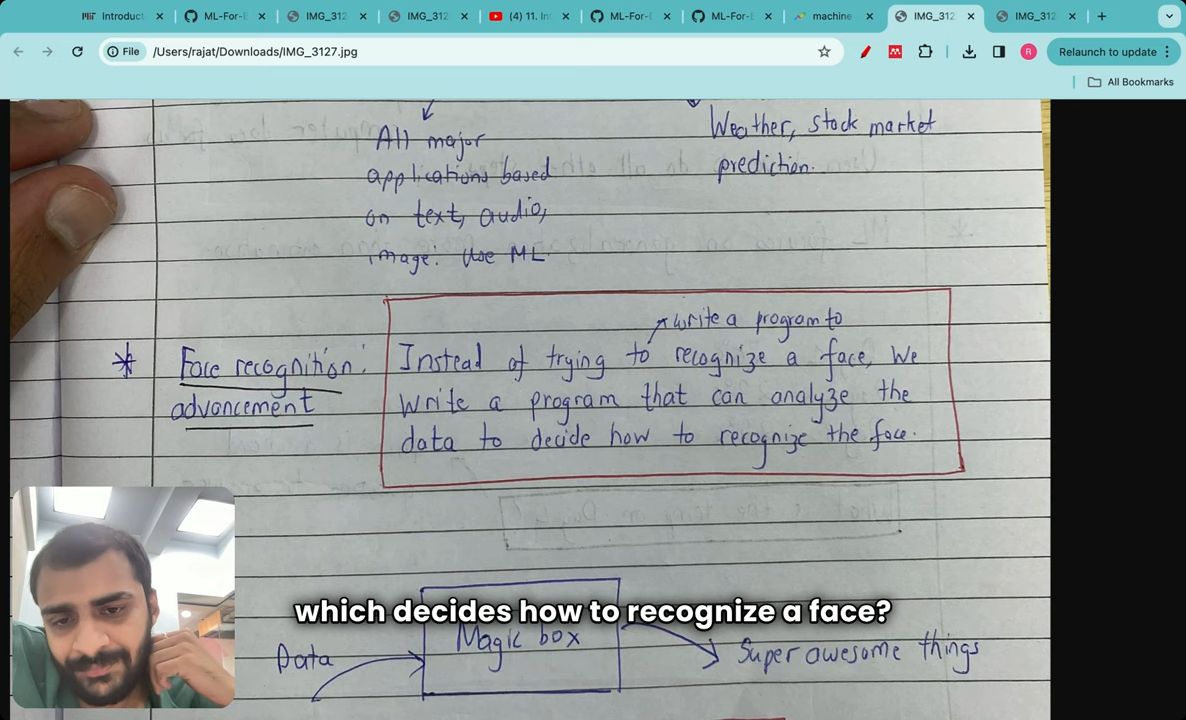 Introduct
ML-For-B
IMG_312
IMG_312
(4) 11. In
ML-For-B
ML-For-B
machine
IMG_312
IMG_312
File
/Users/rajat/Downloads/IMG_3127.jpg
R
Relaunch to update
All Bookmarks
All major
applications based
on text, audio,
image: Use ML
Weather, stock market
prediction.
write a program to
* Face recognition: Instead of trying to recognize a face, we
advancement write a program that can analyze the
data to decide how to recognize the face.
which decides how to recognize a face?
Data
Magic box
Super awesome things